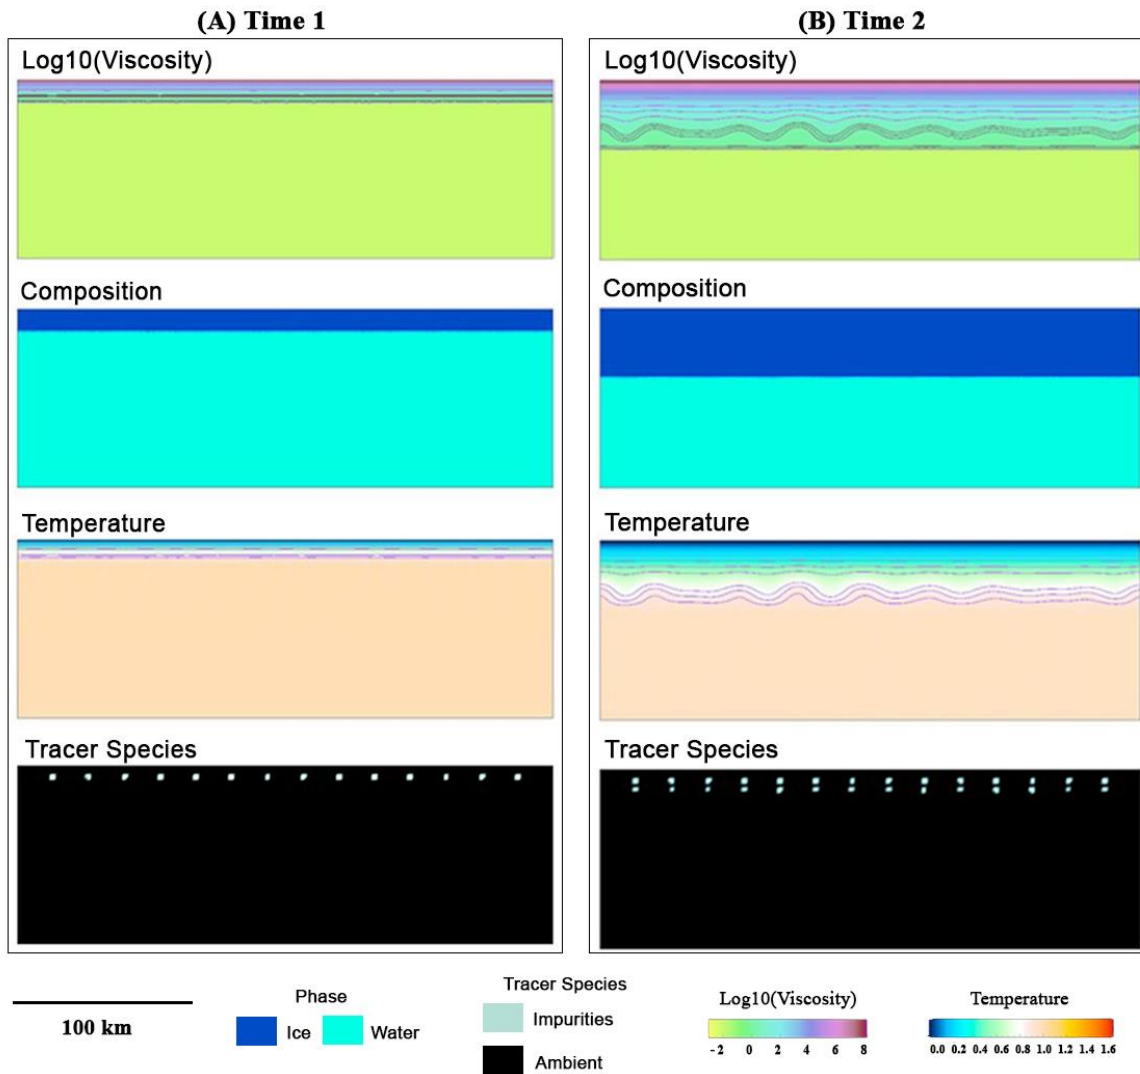 (A) Time 1
Log10(Viscosity)
Composition
Temperature
Tracer Species
(B) Time 2
Log10(Viscosity)
Composition
Temperature
Tracer Species
100 km
Phase
Ice Water
Tracer Species
Impurities
Ambient
Log10(Viscosity)
-2 0 2 4 6 8
Temperature
0.0 0.2 0.4 0.6 0.8 1.0 1.2 1.4 1.6